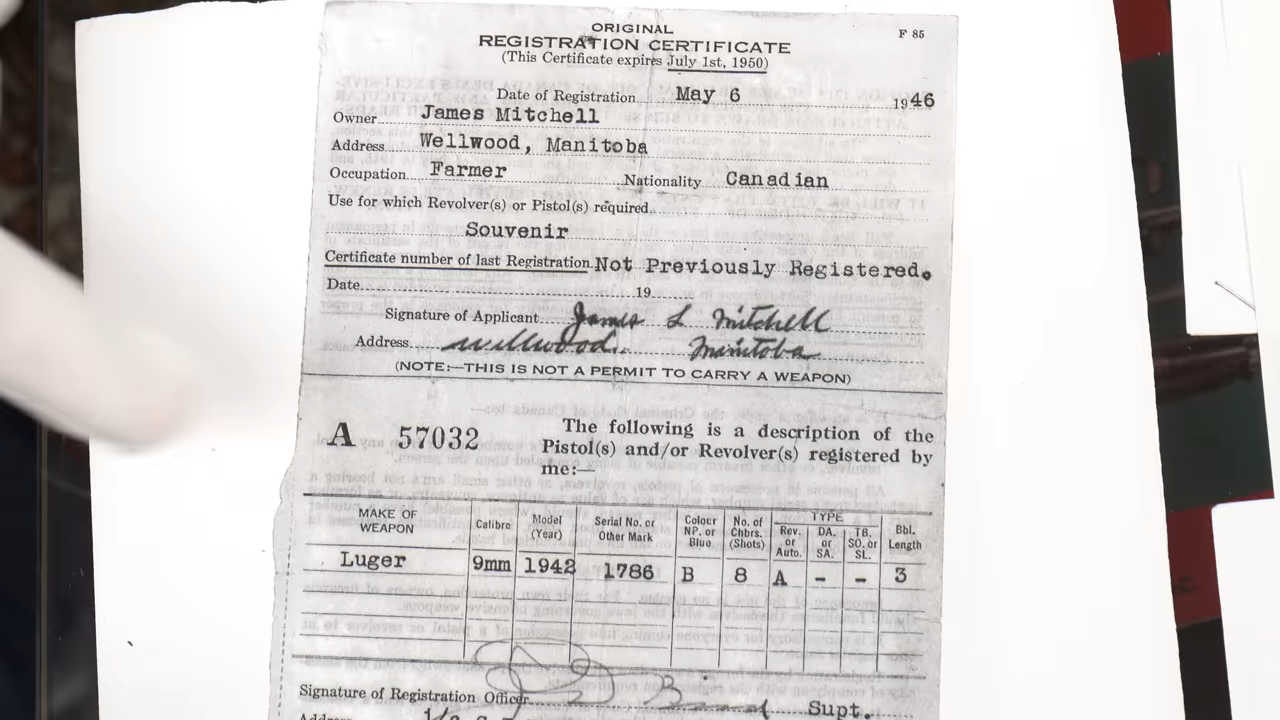 ORIGINAL
F 85
REGISTRATION CERTIFICATE
(This Certificate expires July 1st, 1950)
Date of Registration May 6 1946
Owner James Mitchell
Address Wellwood, Manitoba
Occupation Farmer Nationality Canadian
Use for which Revolver(s) or Pistol(s) required
Souvenir
Certificate number of last Registration Not Previously Registered.
Date 19
Signature of Applicant James L Mitchell
Address Wellwood. Manitoba
(NOTE:—THIS IS NOT A PERMIT TO CARRY A WEAPON)
A 57032
The following is a description of the
Pistol(s) and/or Revolver(s) registered by
me:—
MAKE OF WEAPON Calibre Model (Year) Serial No. or Other Mark Colour NP. or Blue No. of Chbrs. (Shots) TYPE Rev. or Auto. DA. or SA. TB. SO. or SL. Bbl. Length
Luger 9mm 1942 1786 B 8 A - - 3
Signature of Registration Officer Supt.
Address